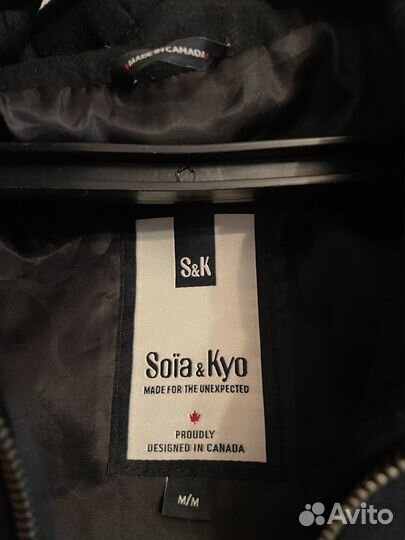 MADE IN CANADA
S&K
Soïa & Kyo
MADE FOR THE UNEXPECTED
PROUDLY
DESIGNED IN CANADA
M/M
Avito